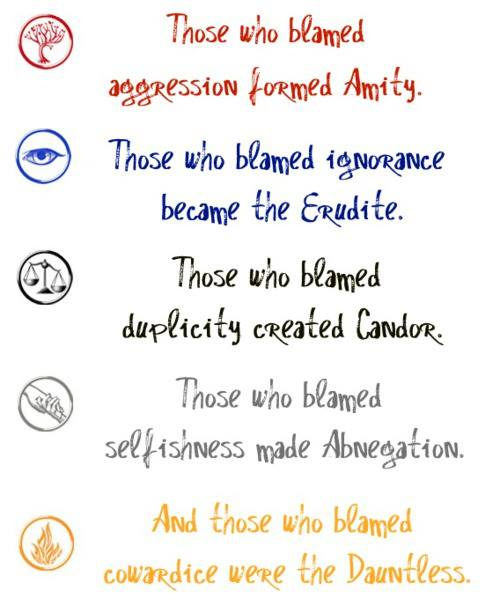 Those who blamed
aggression formed Amity.
Those who blamed ignorance
became the Erudite.
Those who blamed
duplicity created Candor.
Those who blamed
selfishness made Abnegation.
And those who blamed
cowardice were the Dauntless.